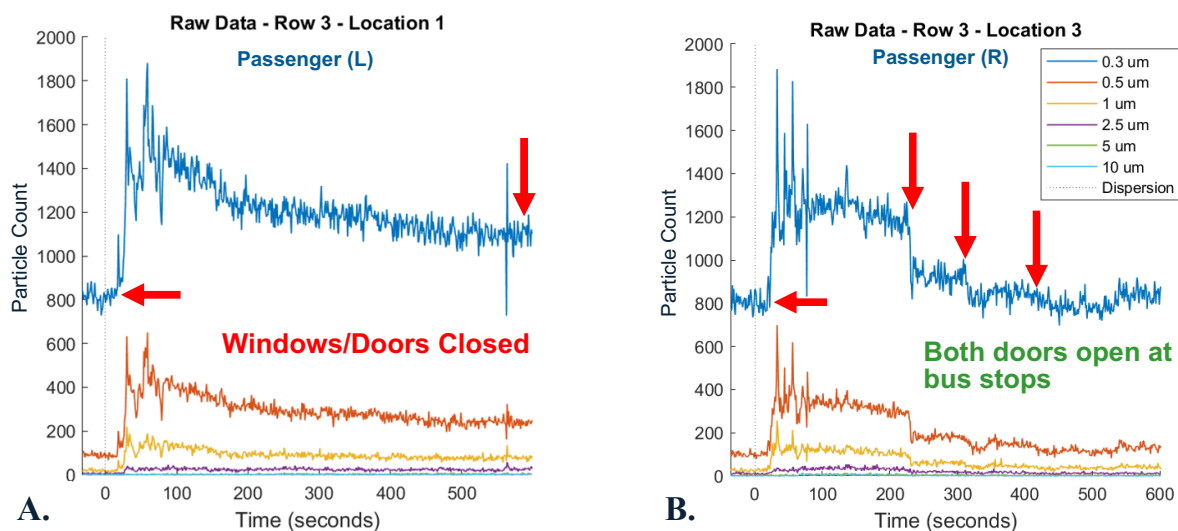 Raw Data - Row 3 - Location 1
Passenger (L)
2000
1800
1600
1400
1200
1000
800
600
400
200
0
Particle Count
0
100
200
300
400
500
Time (seconds)
Windows/Doors Closed
A.
Raw Data - Row 3 - Location 3
Passenger (R)
2000
1800
1600
1400
1200
1000
800
600
400
200
0
Particle Count
0
100
200
300
400
500
600
Time (seconds)
0.3 um
0.5 um
1 um
2.5 um
5 um
10 um
Dispersion
Both doors open at
bus stops
B.